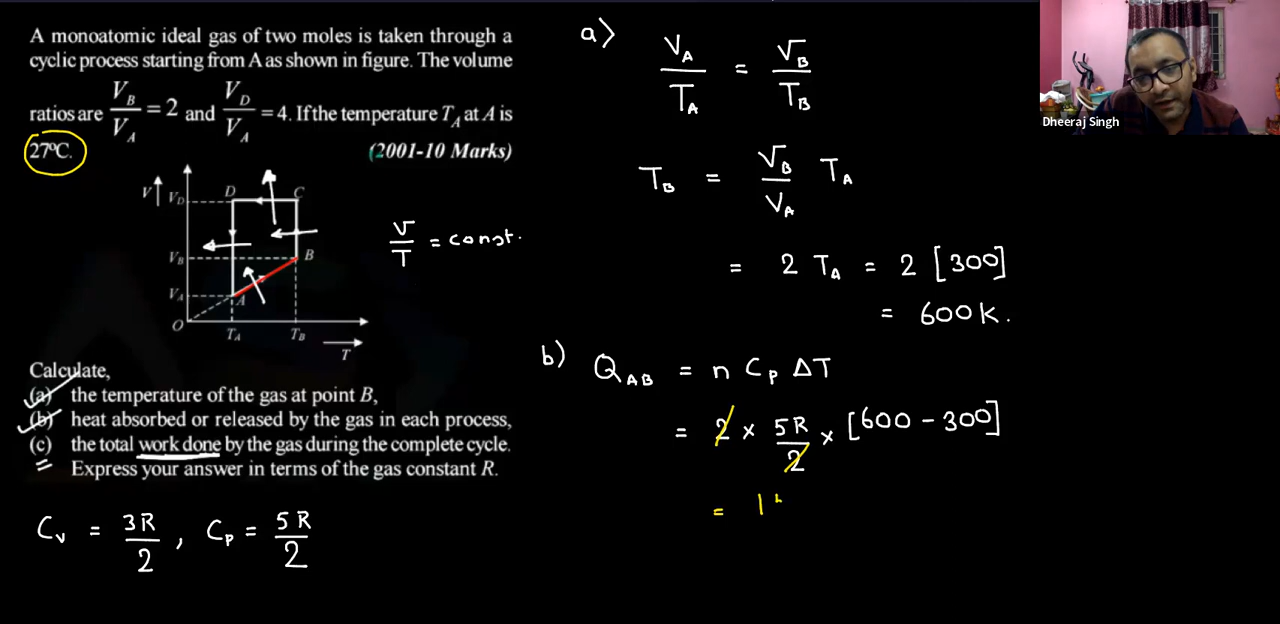 A monoatomic ideal gas of two moles is taken through a
cyclic process starting from A as shown in figure. The volume
ratios are V_B/V_A = 2 and V_D/V_A = 4. If the temperature T_A at A is
27ºC. (2001-10 Marks)
V↑ V_D D C
V_B B
V_A A
O T_A T_B
T
V/T = const.
Calculate,
(a) the temperature of the gas at point B,
(b) heat absorbed or released by the gas in each process,
(c) the total work done by the gas during the complete cycle.
Express your answer in terms of the gas constant R.
C_v = 3R/2 , C_p = 5R/2
a)
V_A/T_A = V_B/T_B
T_B = V_B/V_A T_A
= 2 T_A = 2 [300]
= 600 K.
b) Q_AB = n C_p ΔT
= 2 × 5R/2 × [600 - 300]
= 1
Dheeraj Singh